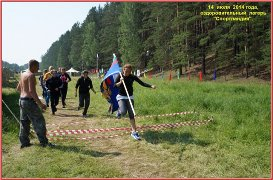 14 июля 2014 года,
оздоровительный лагерь
"Спортландия"